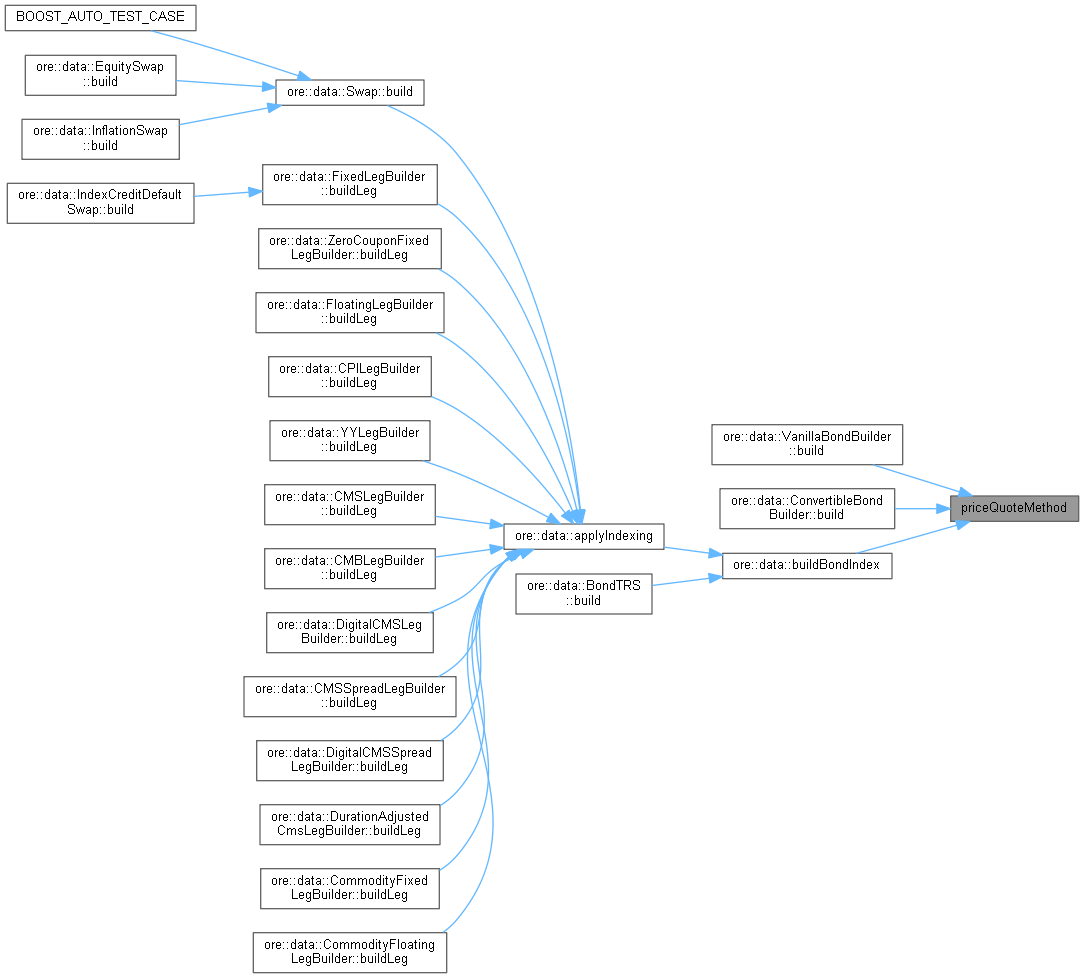 BOOST_AUTO_TEST_CASE
ore::data::EquitySwap
::build
ore::data::Swap::build
ore::data::InflationSwap
::build
ore::data::FixedLegBuilder
::buildLeg
ore::data::IndexCreditDefault
Swap::build
ore::data::ZeroCouponFixed
LegBuilder::buildLeg
ore::data::FloatingLegBuilder
::buildLeg
ore::data::CPILegBuilder
::buildLeg
ore::data::YYLegBuilder
::buildLeg
ore::data::VanillaBondBuilder
::build
ore::data::CMSLegBuilder
::buildLeg
ore::data::ConvertibleBond
Builder::build
priceQuoteMethod
ore::data::applyIndexing
ore::data::CMBLegBuilder
::buildLeg
ore::data::buildBondIndex
ore::data::BondTRS
::build
ore::data::DigitalCMSLeg
Builder::buildLeg
ore::data::CMSSpreadLegBuilder
::buildLeg
ore::data::DigitalCMSSpread
LegBuilder::buildLeg
ore::data::DurationAdjusted
CmsLegBuilder::buildLeg
ore::data::CommodityFixed
LegBuilder::buildLeg
ore::data::CommodityFloating
LegBuilder::buildLeg